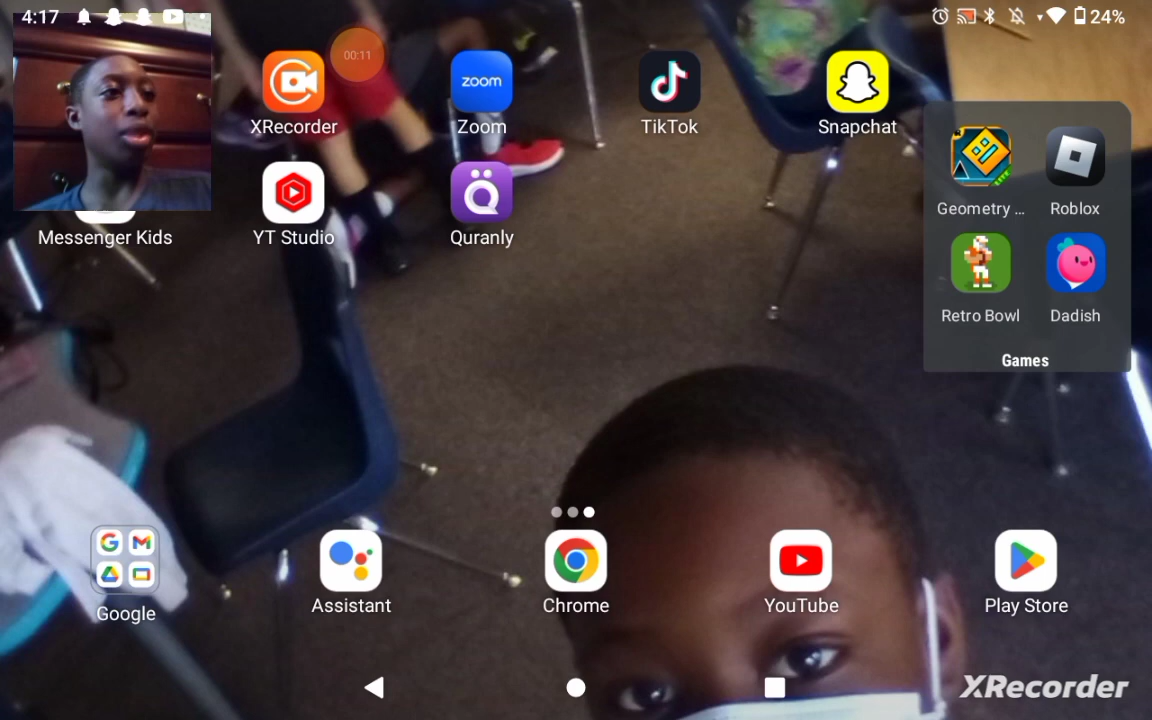 4:17
24%
00:11
XRecorder
zoom
Zoom
TikTok
Snapchat
Messenger Kids
YT Studio
Quranly
Geometry ...
Roblox
Retro Bowl
Dadish
Games
Google
Assistant
Chrome
YouTube
Play Store
XRecorder